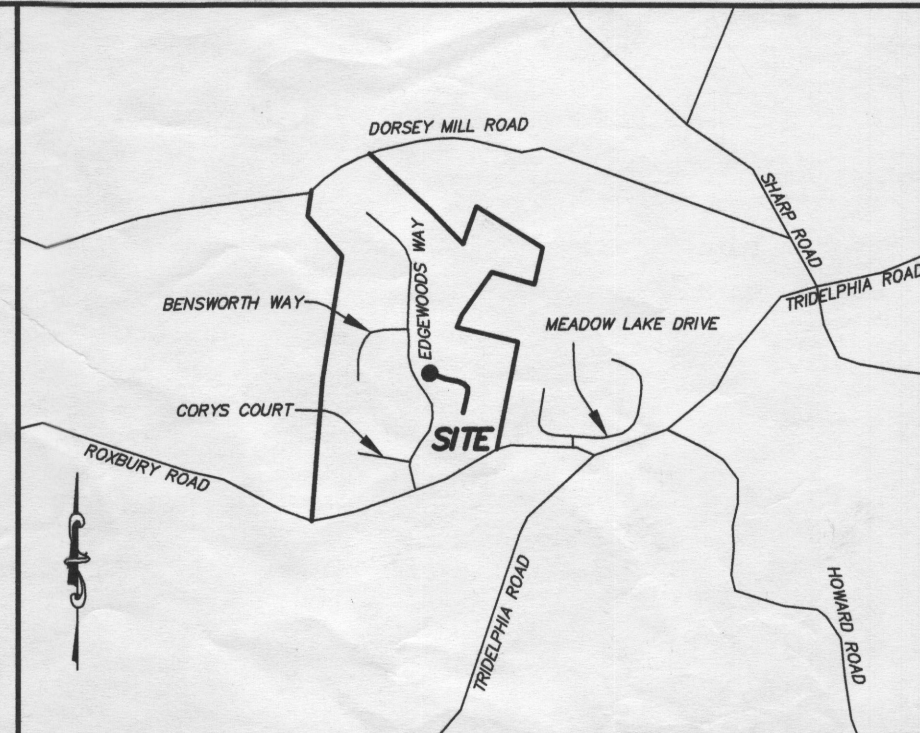 DORSEY MILL ROAD
SHARP ROAD
TRIDELPHIA ROAD
EDGEWOODS WAY
BENSWORTH WAY
MEADOW LAKE DRIVE
CORYS COURT
SITE
ROXBURY ROAD
TRIDELPHIA ROAD
HOWARD ROAD